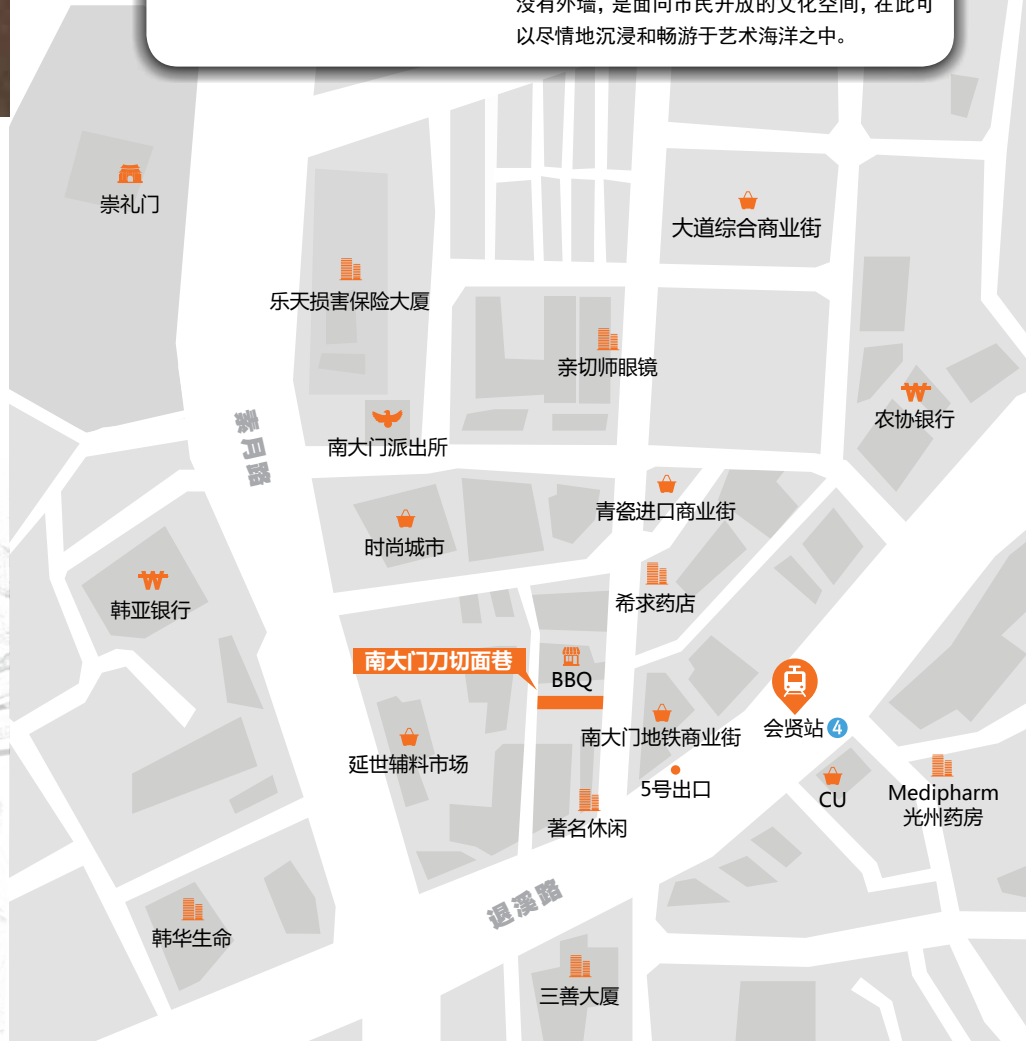 没有外墙，是面向市民开放的文化空间，在此可
以尽情地沉浸和畅游于艺术海洋之中。
崇礼门
大道综合商业街
乐天损害保险大厦
亲切师眼镜
农协银行
素月路
南大门派出所
青瓷进口商业街
时尚城市
希求药店
韩亚银行
南大门刀切面巷
BBQ
会贤站 4
南大门地铁商业街
延世辅料市场
5号出口
CU
Medipharm
光州药房
著名休闲
退溪路
韩华生命
三善大厦